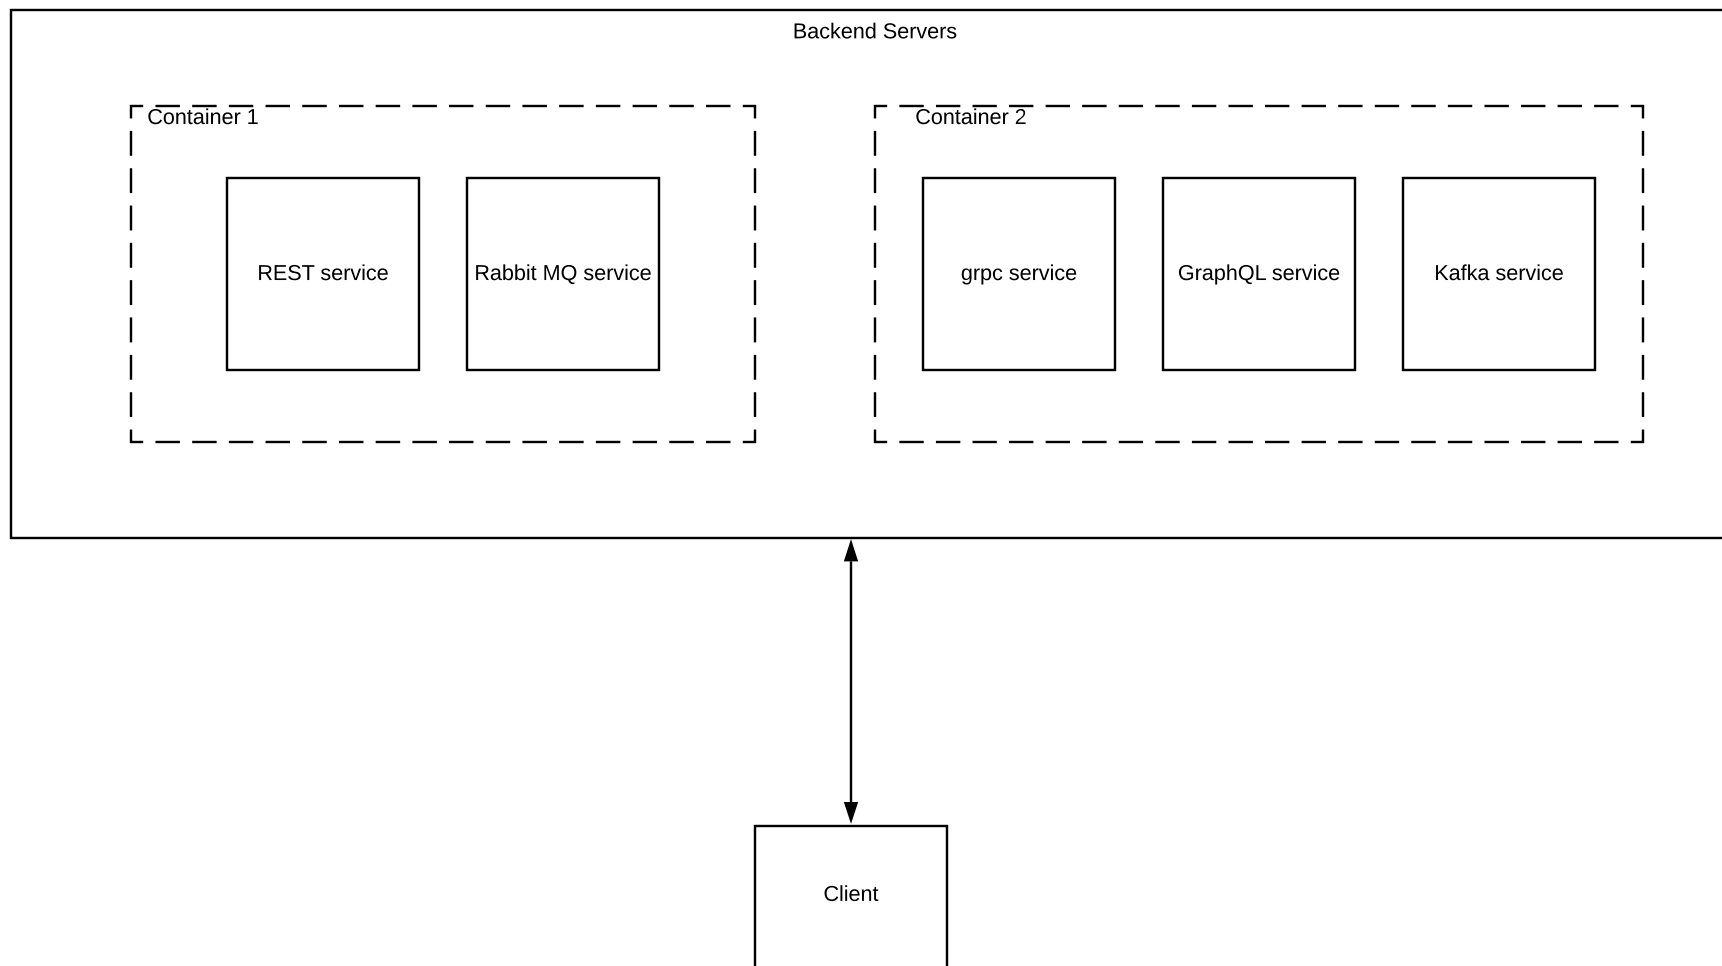 Backend Servers
Container 1
Container 2
REST service
Rabbit MQ service
grpc service
GraphQL service
Kafka service
Client